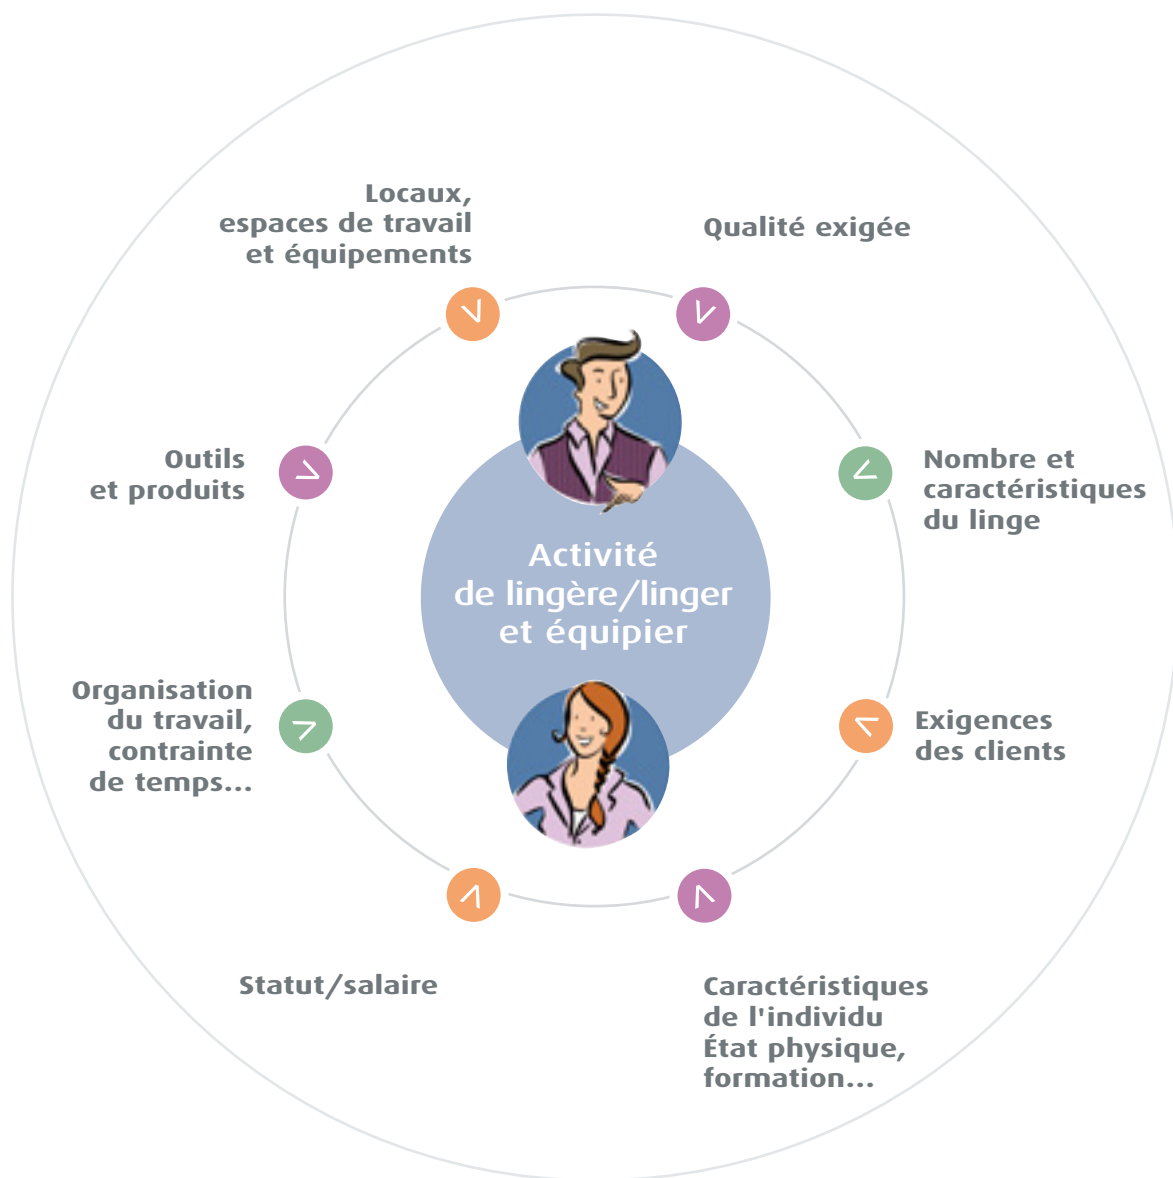 Locaux,
espaces de travail
et équipements
Qualité exigée
Outils
et produits
Nombre et
caractéristiques
du linge
Activité
de lingère/linger
et équipier
Organisation
du travail,
contrainte
de temps...
Exigences
des clients
Statut/salaire
Caractéristiques
de l'individu
État physique,
formation...